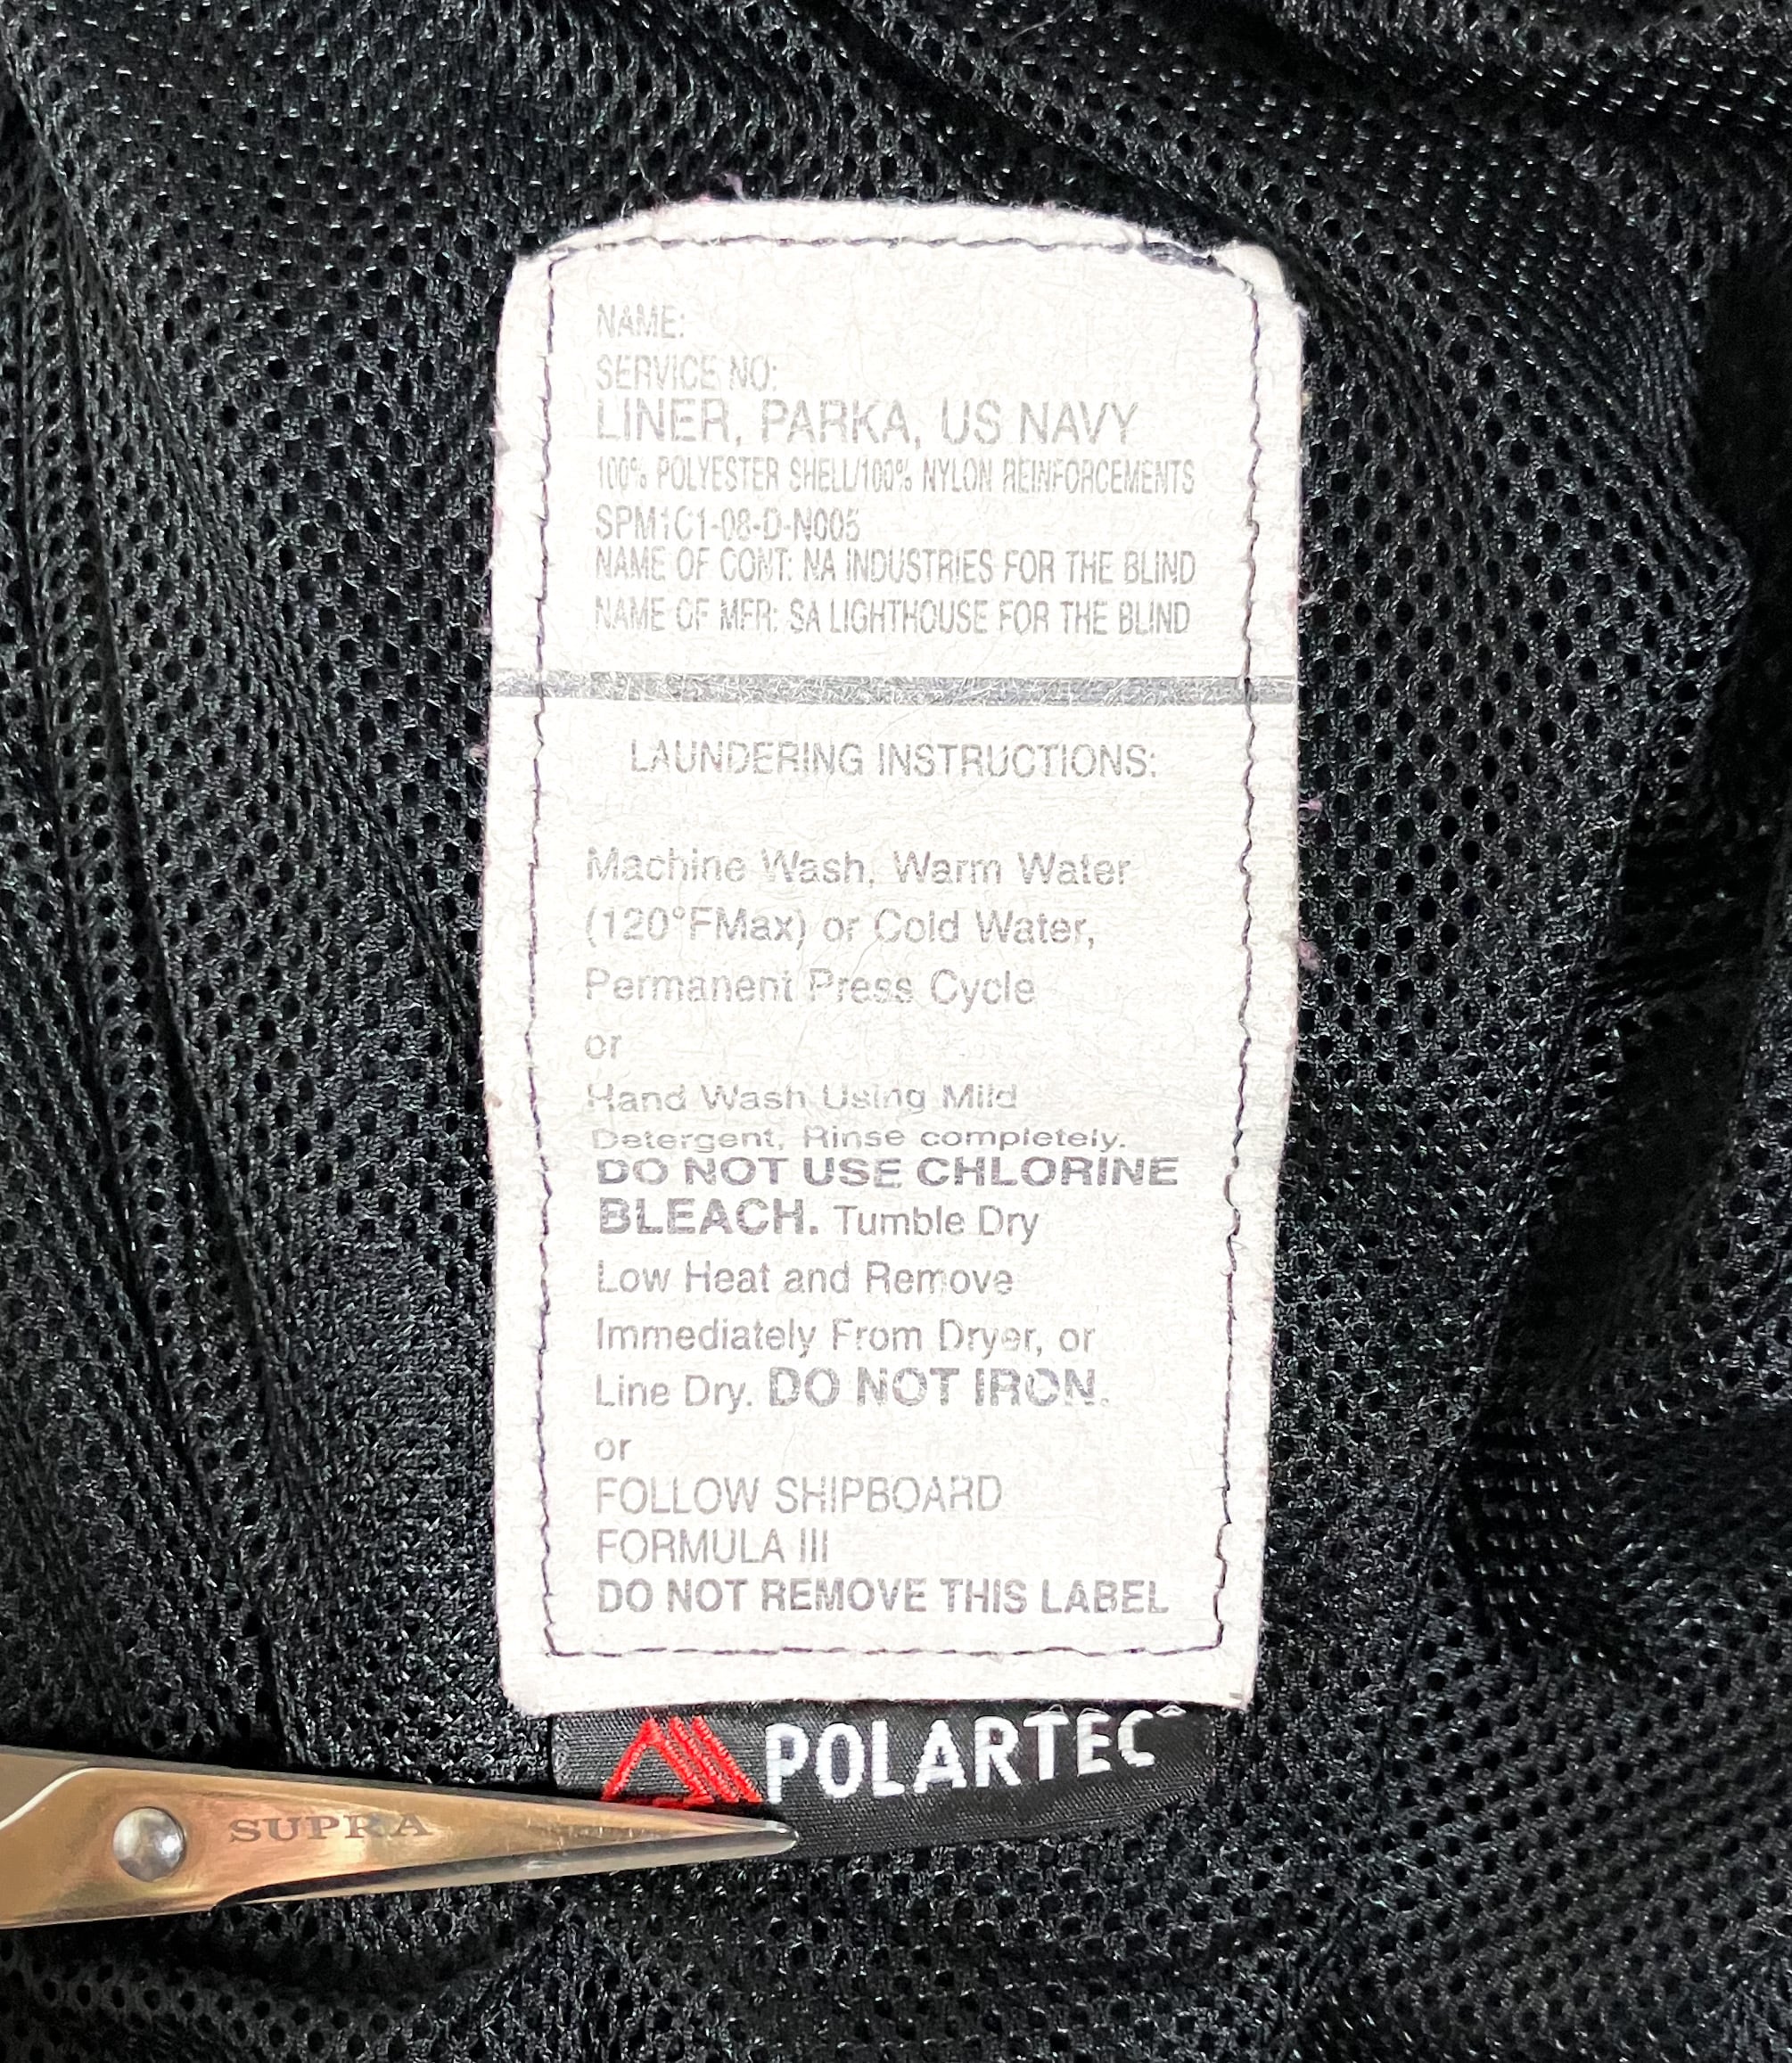 NAME:
SERVICE NO:
LINER, PARKA, US NAVY
100% POLYESTER SHELL/100% NYLON REINFORCEMENTS
SPM1C1-08-D-N005
NAME OF CONT: NA INDUSTRIES FOR THE BLIND
NAME OF MFR: SA LIGHTHOUSE FOR THE BLIND
LAUNDERING INSTRUCTIONS:
Machine Wash, Warm Water
(120°FMax) or Cold Water,
Permanent Press Cycle
or
Hand Wash Using Mild
Detergent, Rinse completely.
DO NOT USE CHLORINE
BLEACH. Tumble Dry
Low Heat and Remove
Immediately From Dryer, or
Line Dry. DO NOT IRON.
or
FOLLOW SHIPBOARD
FORMULA III
DO NOT REMOVE THIS LABEL
POLARTEC
SUPRA